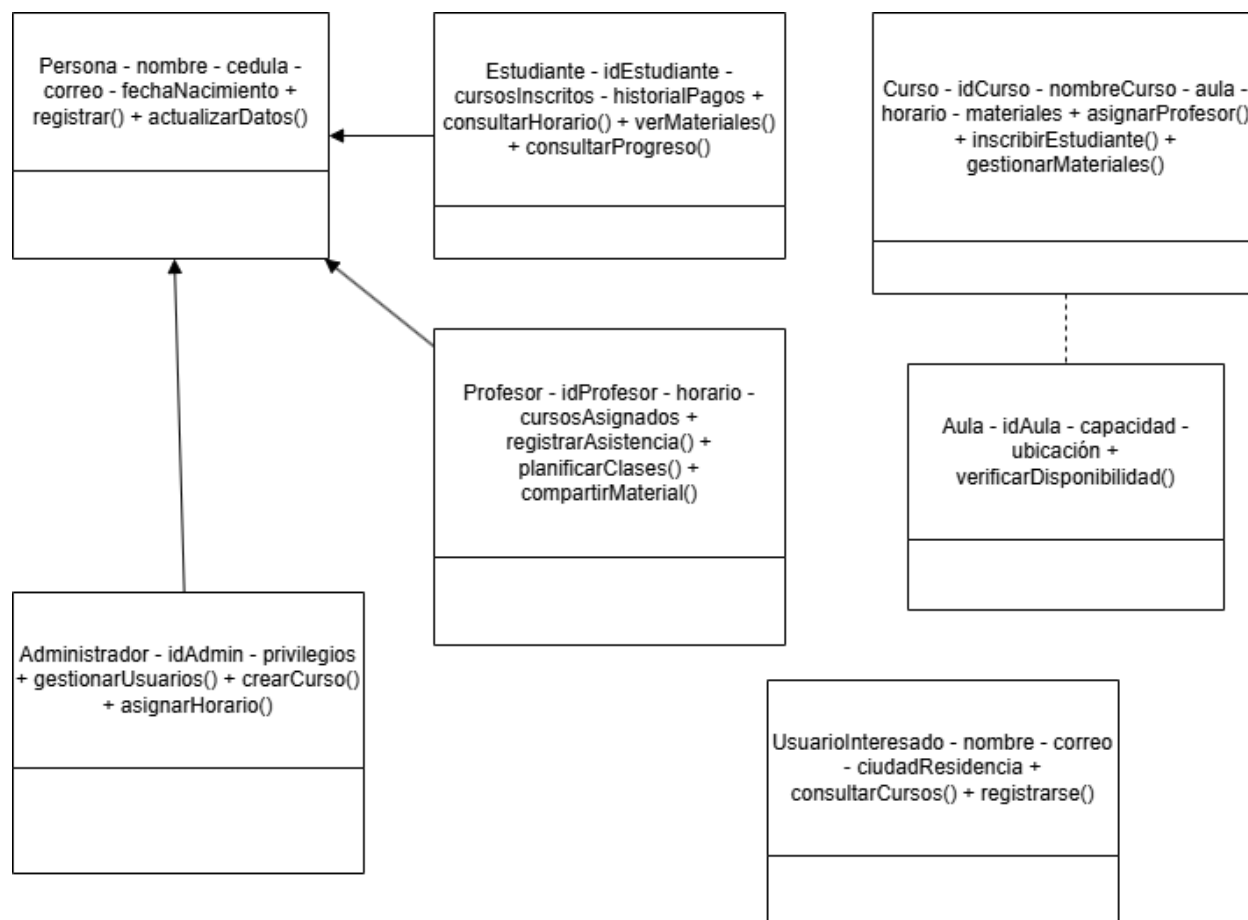 Persona - nombre - cedula -
correo - fechaNacimiento +
registrar() + actualizarDatos()
Estudiante - idEstudiante -
cursosInscritos - historialPagos +
consultarHorario() + verMateriales()
+ consultarProgreso()
Curso - idCurso - nombreCurso - aula -
horario - materiales + asignarProfesor()
+ inscribirEstudiante() +
gestionarMateriales()
Profesor - idProfesor - horario -
cursosAsignados +
registrarAsistencia() +
planificarClases() +
compartirMaterial()
Aula - idAula - capacidad -
ubicación +
verificarDisponibilidad()
Administrador - idAdmin - privilegios
+ gestionarUsuarios() + crearCurso()
+ asignarHorario()
UsuarioInteresado - nombre - correo
- ciudadResidencia +
consultarCursos() + registrarse()